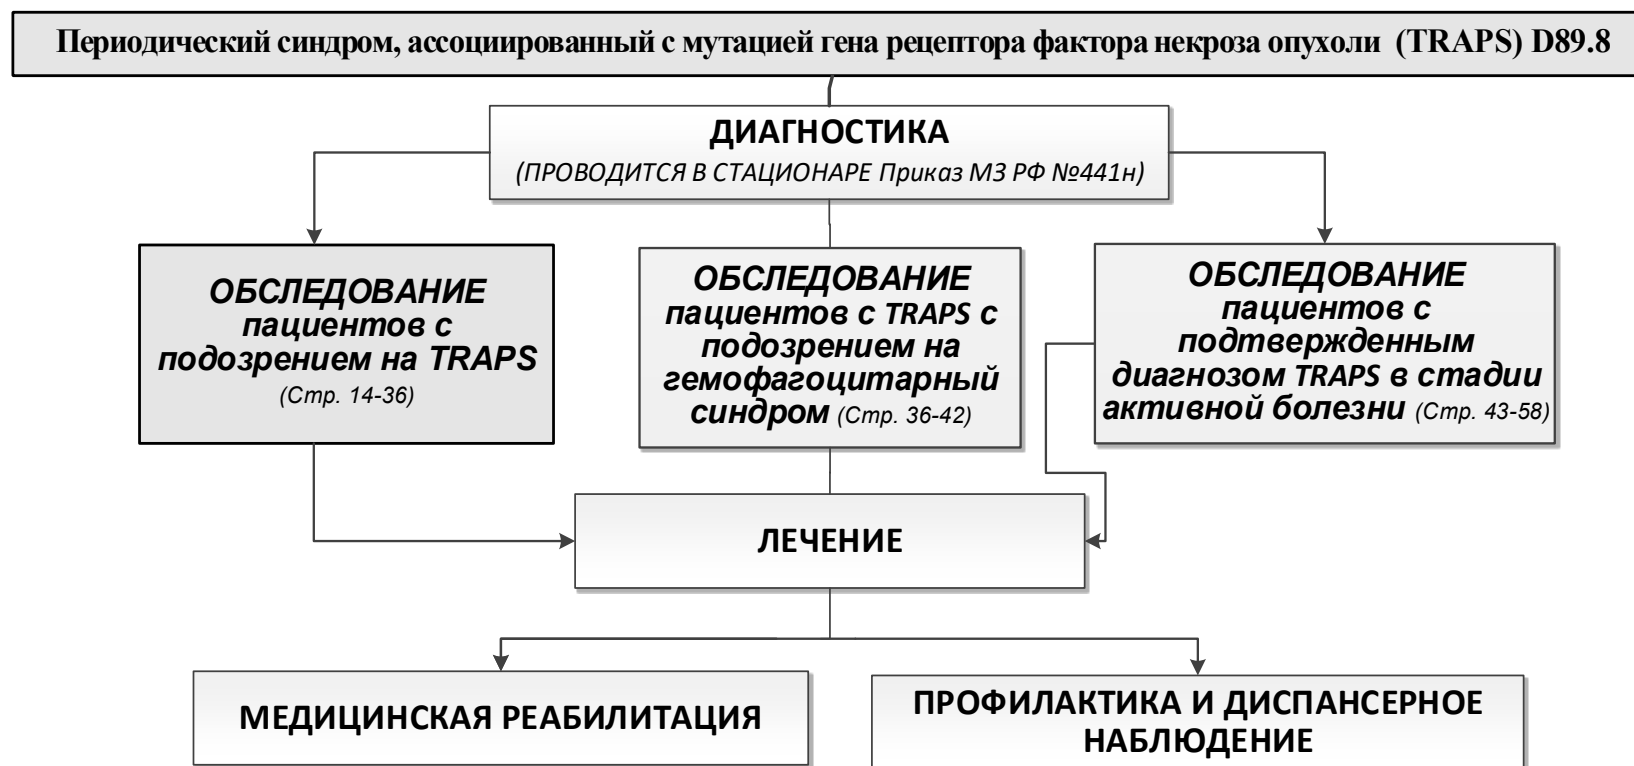 Периодический синдром, ассоциированный с мутацией гена рецептора фактора некроза опухоли (TRAPS) D89.8
ДИАГНОСТИКА
(ПРОВОДИТСЯ В СТАЦИОНАРЕ Приказ МЗ РФ №441н)
ОБСЛЕДОВАНИЕ
пациентов с
подозрением на TRAPS
(Стр. 14-36)
ОБСЛЕДОВАНИЕ
пациентов с TRAPS с
подозрением на
гемофагоцитарный
синдром (Стр. 36-42)
ОБСЛЕДОВАНИЕ
пациентов с
подтвержденным
диагнозом TRAPS в стадии
активной болезни (Стр. 43-58)
ЛЕЧЕНИЕ
МЕДИЦИНСКАЯ РЕАБИЛИТАЦИЯ
ПРОФИЛАКТИКА И ДИСПАНСЕРНОЕ
НАБЛЮДЕНИЕ